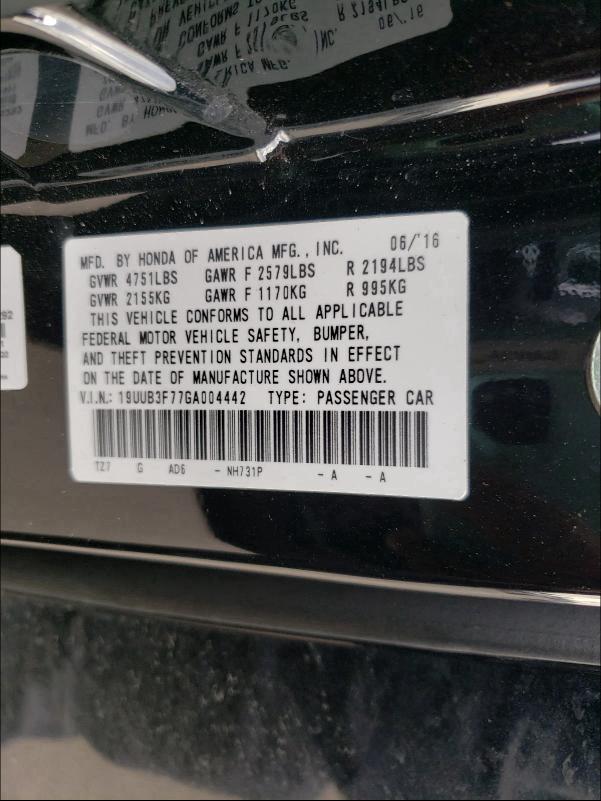 MFD. BY HONDA OF AMERICA MFG., INC. 06/'16
GVWR 4751LBS GAWR F 2579LBS R 2194LBS
GVWR 2155KG GAWR F 1170KG R 995KG
THIS VEHICLE CONFORMS TO ALL APPLICABLE
FEDERAL MOTOR VEHICLE SAFETY, BUMPER,
AND THEFT PREVENTION STANDARDS IN EFFECT
ON THE DATE OF MANUFACTURE SHOWN ABOVE.
V.I.N.: 19UUB3F77GA004442 TYPE: PASSENGER CAR
TZ7 G AD6 - NH731P - A - A